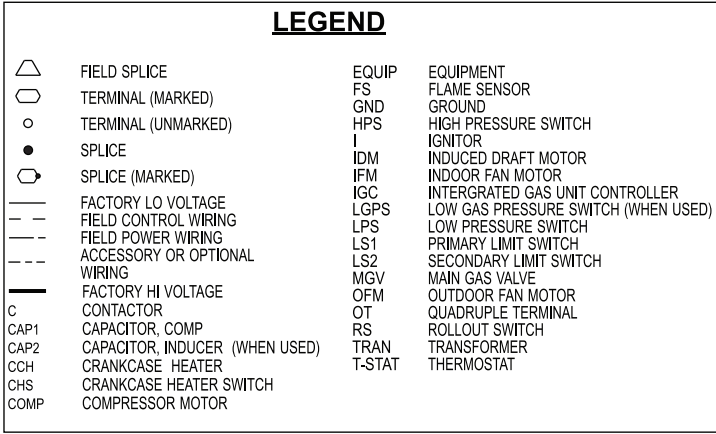 LEGEND
FIELD SPLICE
TERMINAL (MARKED)
TERMINAL (UNMARKED)
SPLICE
SPLICE (MARKED)
FACTORY LO VOLTAGE
FIELD CONTROL WIRING
FIELD POWER WIRING
ACCESSORY OR OPTIONAL
WIRING
FACTORY HI VOLTAGE
C CONTACTOR
CAP1 CAPACITOR, COMP
CAP2 CAPACITOR, INDUCER (WHEN USED)
CCH CRANKCASE HEATER
CHS CRANKCASE HEATER SWITCH
COMP COMPRESSOR MOTOR
EQUIP EQUIPMENT
FS FLAME SENSOR
GND GROUND
HPS HIGH PRESSURE SWITCH
I IGNITOR
IDM INDUCED DRAFT MOTOR
IFM INDOOR FAN MOTOR
IGC INTERGRATED GAS UNIT CONTROLLER
LGPS LOW GAS PRESSURE SWITCH (WHEN USED)
LPS LOW PRESSURE SWITCH
LS1 PRIMARY LIMIT SWITCH
LS2 SECONDARY LIMIT SWITCH
MGV MAIN GAS VALVE
OFM OUTDOOR FAN MOTOR
OT QUADRUPLE TERMINAL
RS ROLLOUT SWITCH
TRAN TRANSFORMER
T-STAT THERMOSTAT